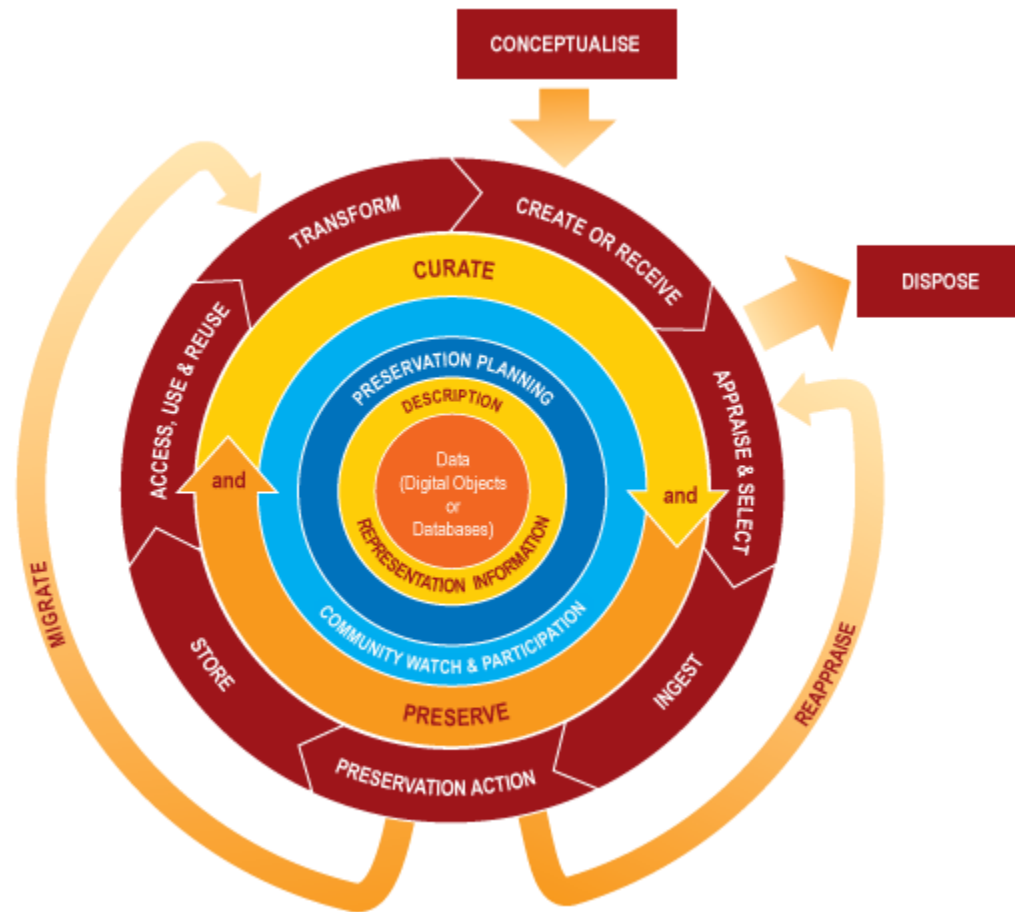 CONCEPTUALISE
TRANSFORM
CREATE OR RECEIVE
CURATE
DISPOSE
ACCESS, USE & REUSE
PRESERVATION PLANNING
DESCRIPTION
APPRAISE & SELECT
and
Data
(Digital Objects
or
Databases)
and
REPRESENTATION INFORMATION
MIGRATE
COMMUNITY WATCH & PARTICIPATION
STORE
INGEST
REAPPRAISE
PRESERVE
PRESERVATION ACTION